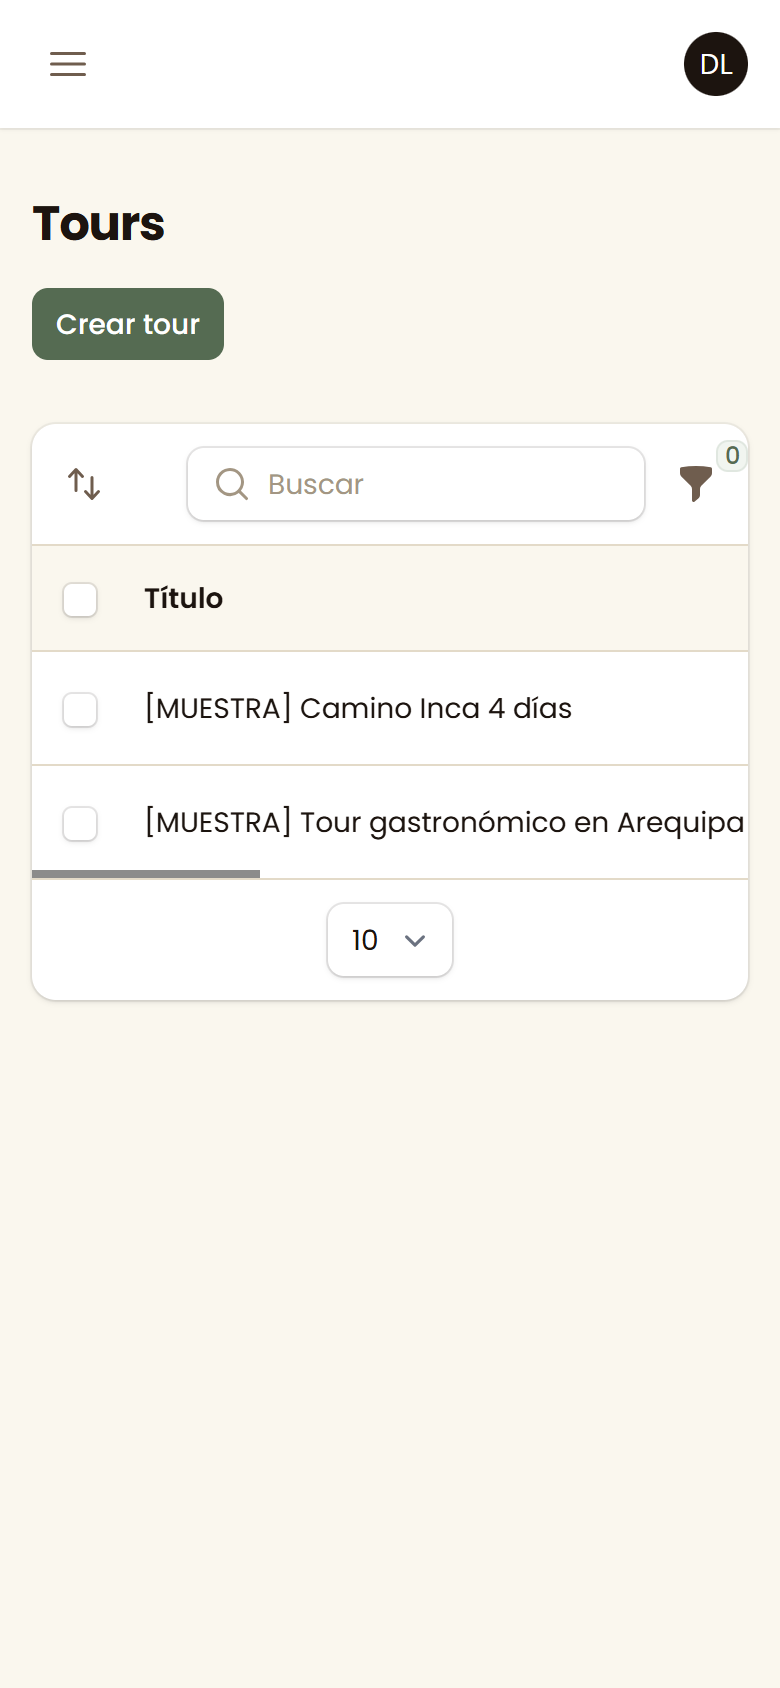 DL
Tours
Crear tour
Buscar
0
Título
[MUESTRA] Camino Inca 4 días
[MUESTRA] Tour gastronómico en Arequipa
10